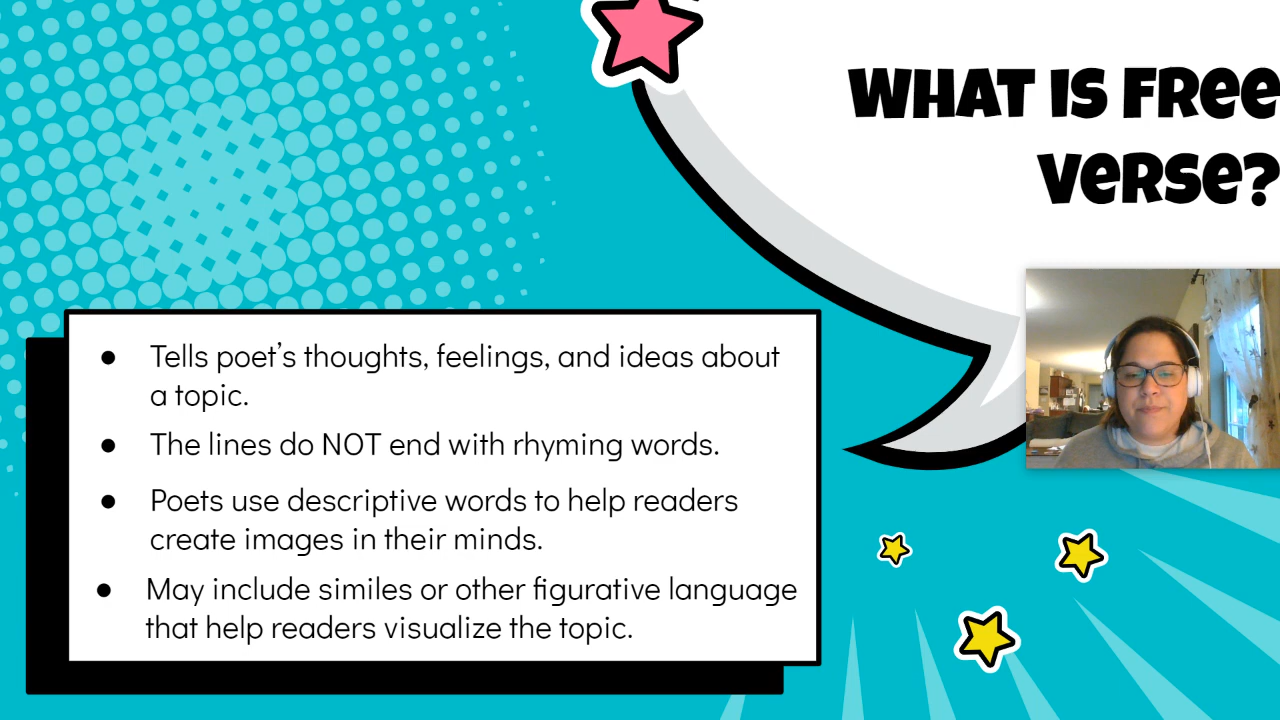 WHAT IS FRee
VeRse?
● Tells poet’s thoughts, feelings, and ideas about
a topic.
● The lines do NOT end with rhyming words.
● Poets use descriptive words to help readers
create images in their minds.
● May include similes or other figurative language
that help readers visualize the topic.